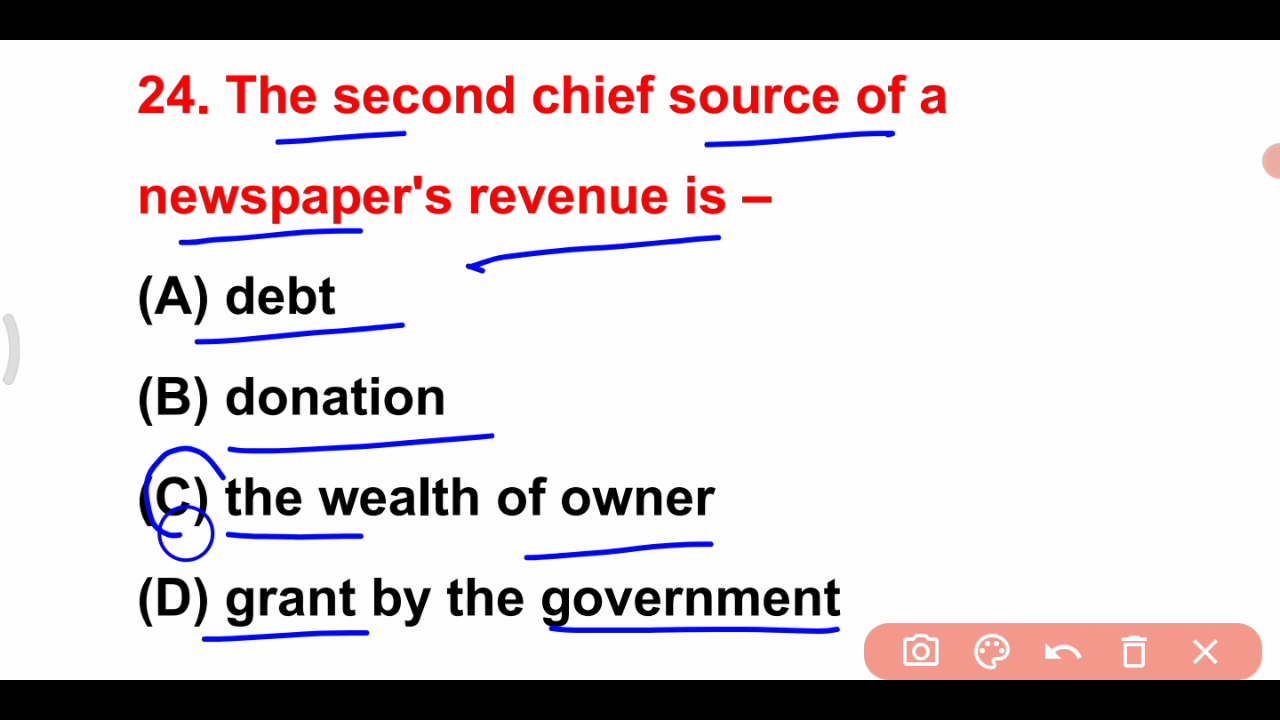 24. The second chief source of a
newspaper's revenue is –
(A) debt
(B) donation
(C) the wealth of owner
(D) grant by the government